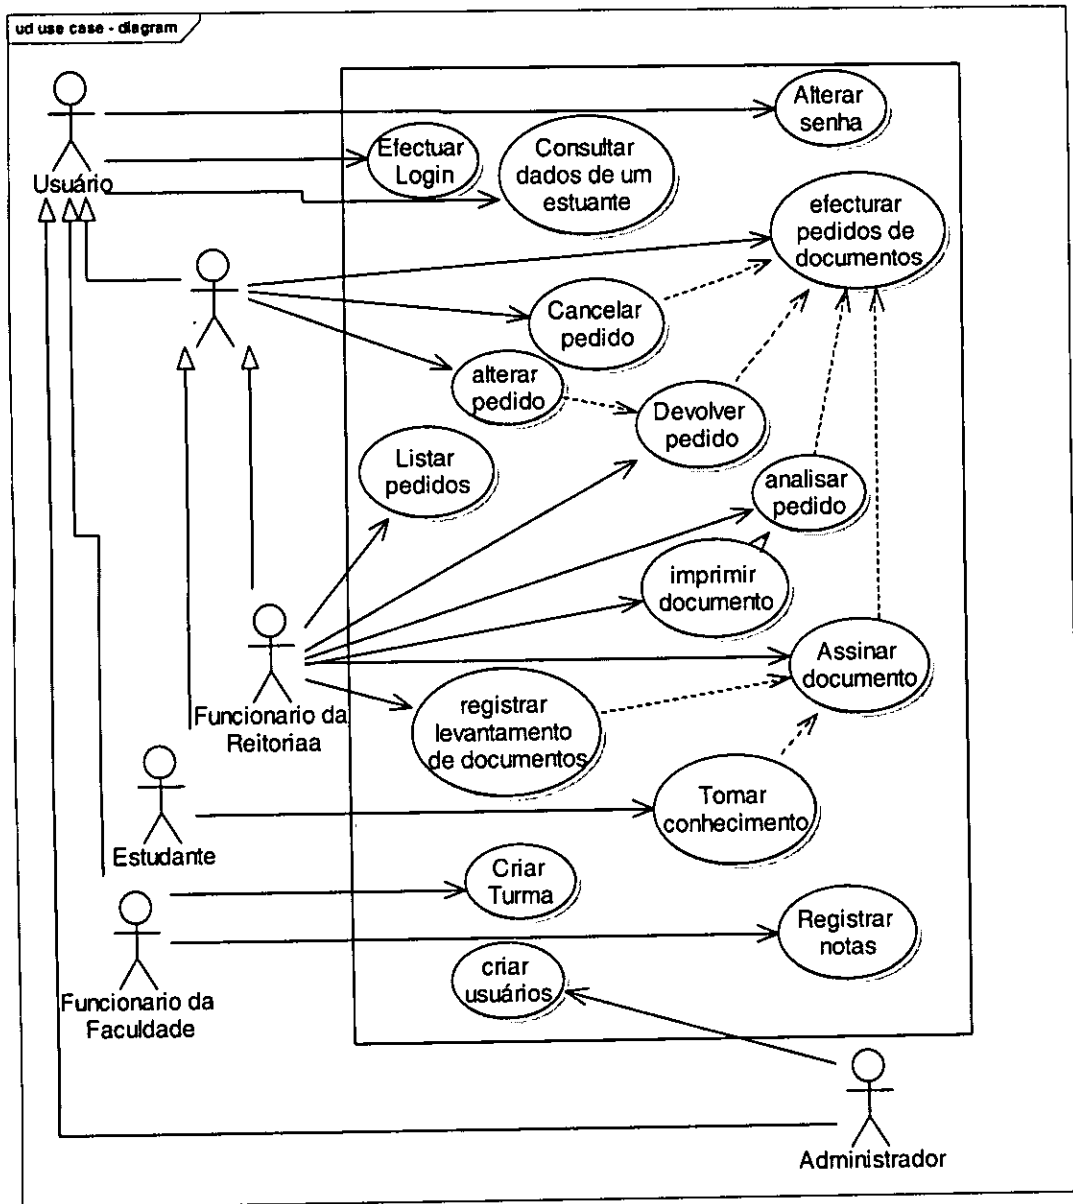 ud use case - diagram
Usuário
Alterar
senha
Efectuar
Login
Consultar
dados de um
estuante
efecturar
pedidos de
documentos
Cancelar
pedido
alterar
pedido
Devolver
pedido
Listar
pedidos
analisar
pedido
imprimir
documento
Assinar
documento
Funcionario da
Reitoriaa
registrar
levantamento
de documentos
Tomar
conhecimento
Estudante
Criar
Turma
Registrar
notas
Funcionario da
Faculdade
criar
usuários
Administrador